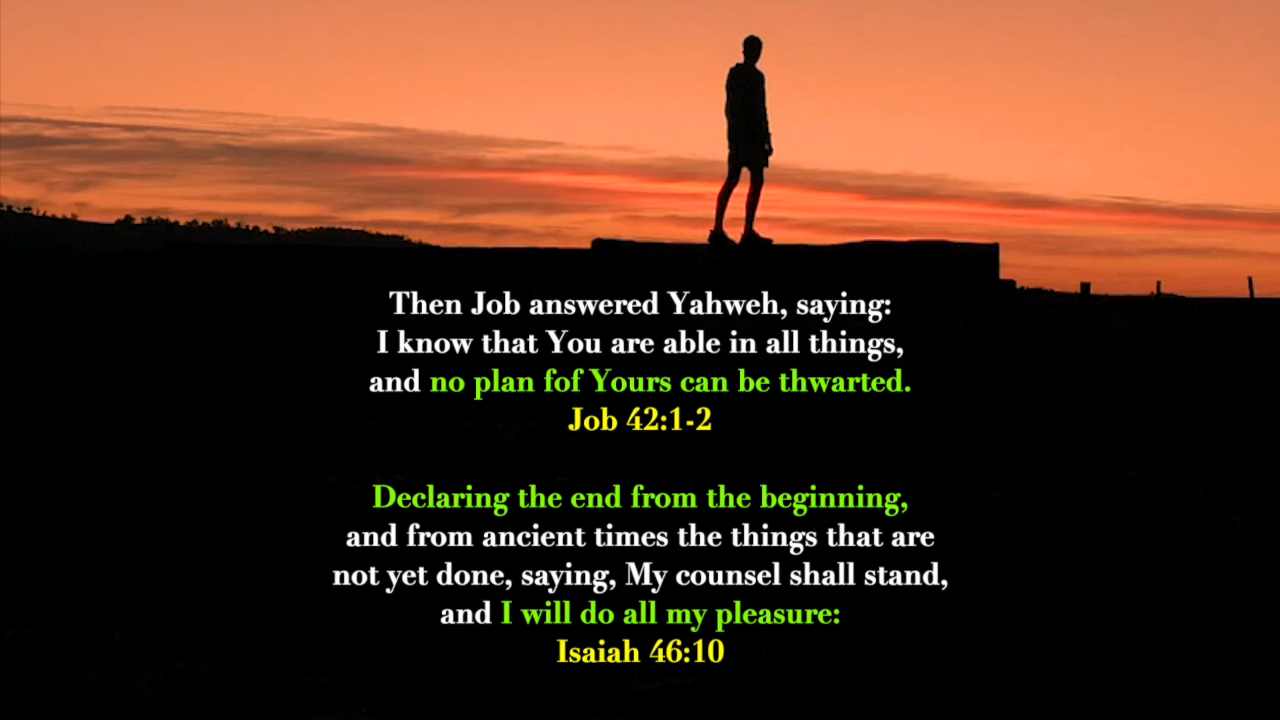 Then Job answered Yahweh, saying:
I know that You are able in all things,
and no plan fof Yours can be thwarted.
Job 42:1-2
Declaring the end from the beginning,
and from ancient times the things that are
not yet done, saying, My counsel shall stand,
and I will do all my pleasure:
Isaiah 46:10